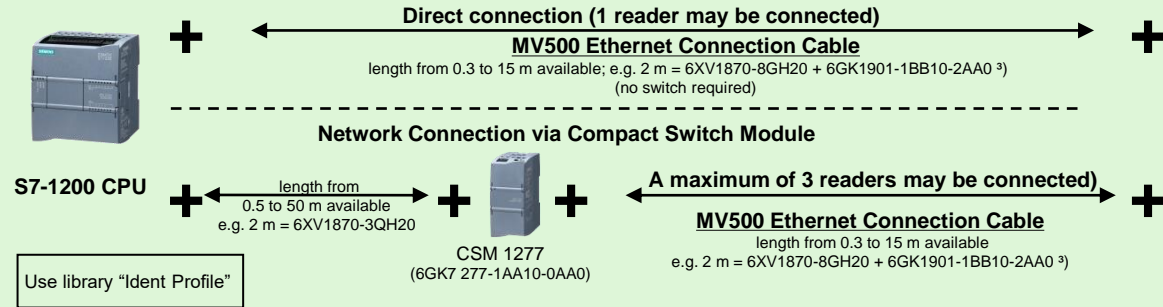 Direct connection (1 reader may be connected)
MV500 Ethernet Connection Cable
length from 0.3 to 15 m available; e.g. 2 m = 6XV1870-8GH20 + 6GK1901-1BB10-2AA0 ³)
(no switch required)
Network Connection via Compact Switch Module
S7-1200 CPU
length from
0.5 to 50 m available
e.g. 2 m = 6XV1870-3QH20
CSM 1277
(6GK7 277-1AA10-0AA0)
A maximum of 3 readers may be connected)
MV500 Ethernet Connection Cable
length from 0.3 to 15 m available
e.g. 2 m = 6XV1870-8GH20 + 6GK1901-1BB10-2AA0 ³)
Use library “Ident Profile”